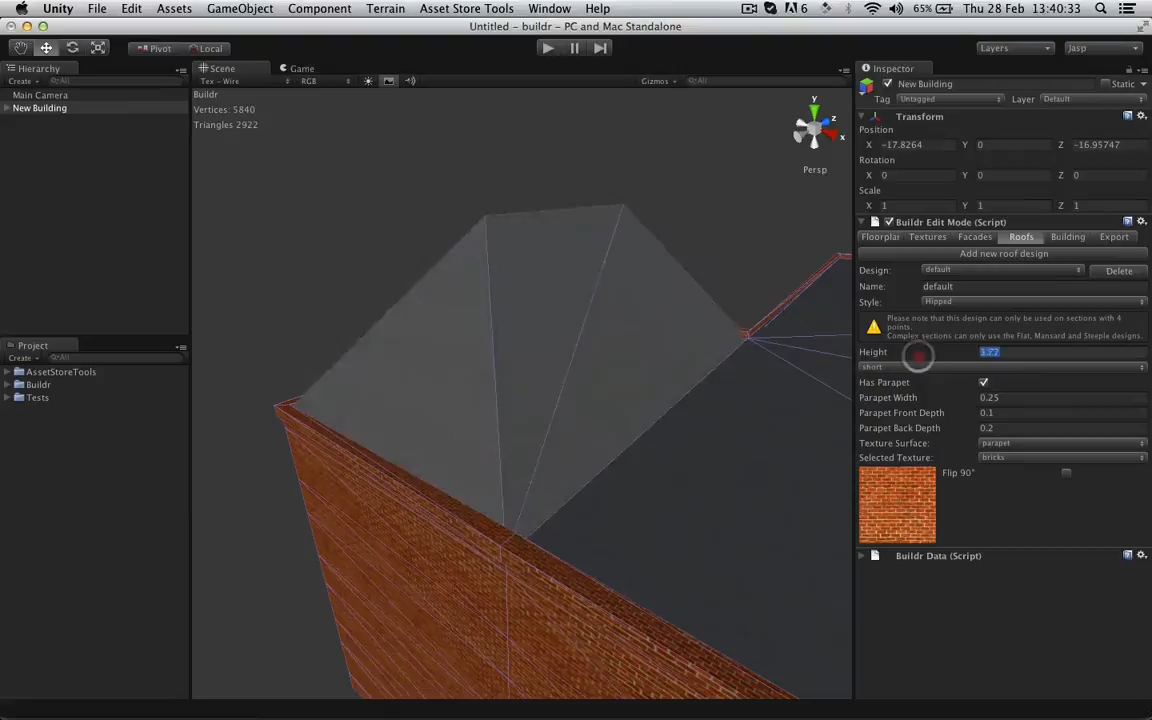 Unity File Edit Assets GameObject Component Terrain Asset Store Tools Window Help 6 65% Thu 28 Feb 13:40:33
Untitled - buildr - PC and Mac Standalone
Pivot Local Layers Jasp
Hierarchy Scene Game Inspector
Create All Tex - Wire RGB Gizmos All
New Building Static
Main Camera
New Building
Buildr
Vertices: 5840
Triangles 2922
y
z
x
Persp
Tag Untagged Layer Default
Transform
Position
X -17.8264 Y 0 Z -16.95747
Rotation
X 0 Y 0 Z 0
Scale
X 1 Y 1 Z 1
Buildr Edit Mode (Script)
Floorplar Textures Facades Roofs Building Export
Add new roof design
Design: default Delete
Name: default
Style: Hipped
Please note that this design can only be used on sections with 4
points.
Complex sections can only use the Flat, Mansard and Steeple designs.
Height
short
Has Parapet
Parapet Width 0.25
Parapet Front Depth 0.1
Parapet Back Depth 0.2
Texture Surface: parapet
Selected Texture: bricks
Flip 90°
Buildr Data (Script)
Project
Create All
AssetStoreTools
Buildr
Tests